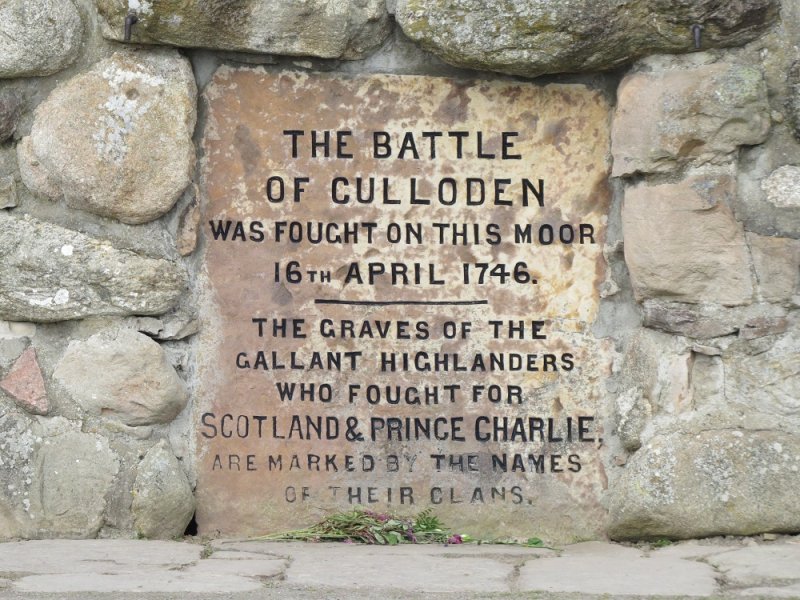 THE BATTLE
OF CULLODEN
WAS FOUGHT ON THIS MOOR
16TH APRIL 1746.
THE GRAVES OF THE
GALLANT HIGHLANDERS
WHO FOUGHT FOR
SCOTLAND & PRINCE CHARLIE,
ARE MARKED BY THE NAMES
OF THEIR CLANS.